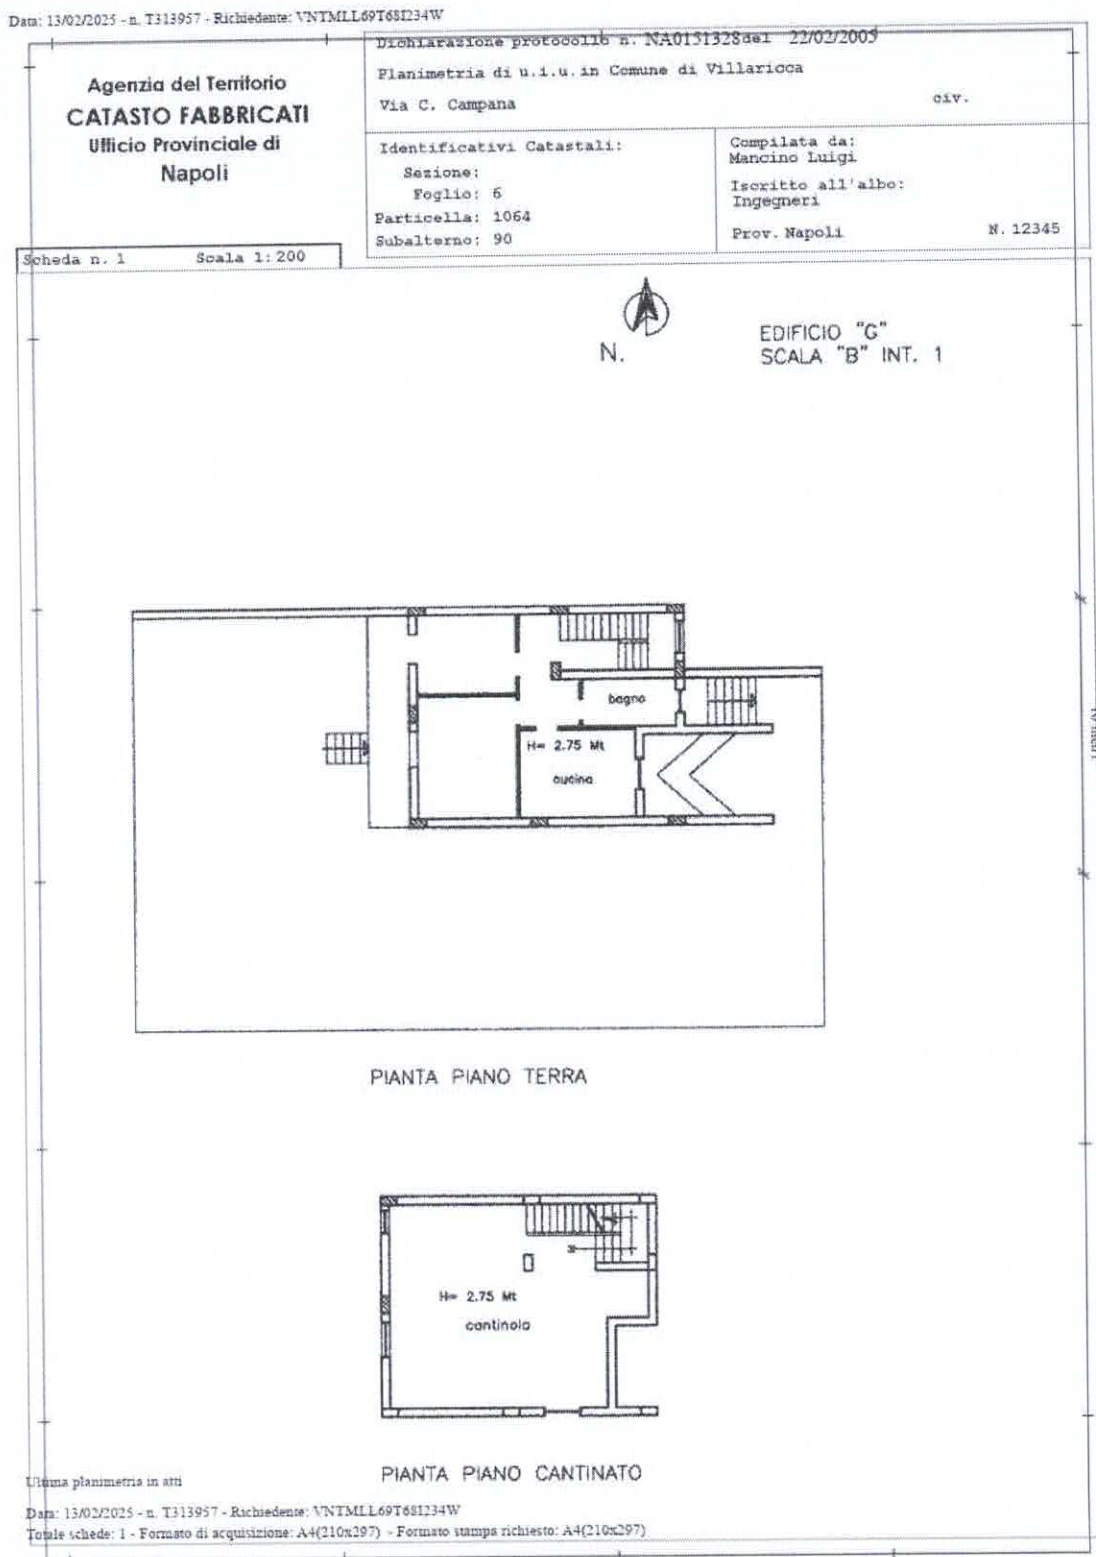 Data: 13/02/2025 - n. T313957 - Richiedente: VNTMLL69T68I234W
Agenzia del Territorio
CATASTO FABBRICATI
Ufficio Provinciale di
Napoli
Dichiarazione protocollo n. NA0151328del 22/02/2005
Planimetria di u.i.u. in Comune di Villaricca
Via C. Campana civ.
Identificativi Catastali:
Sezione:
Foglio: 6
Particella: 1064
Subalterno: 90
Compilata da:
Mancino Luigi
Iscritto all'albo:
Ingegneri
Prov. Napoli N. 12345
Scheda n. 1 Scala 1:200
N.
EDIFICIO "G"
SCALA "B" INT. 1
bagno
H= 2.75 Mt
cucina
PIANTA PIANO TERRA
H= 2.75 Mt
cantinola
PIANTA PIANO CANTINATO
Ultima planimetria in atti
Data: 13/02/2025 - n. T313957 - Richiedente: VNTMLL69T68I234W
Totale schede: 1 - Formato di acquisizione: A4(210x297) - Formato stampa richiesto: A4(210x297)